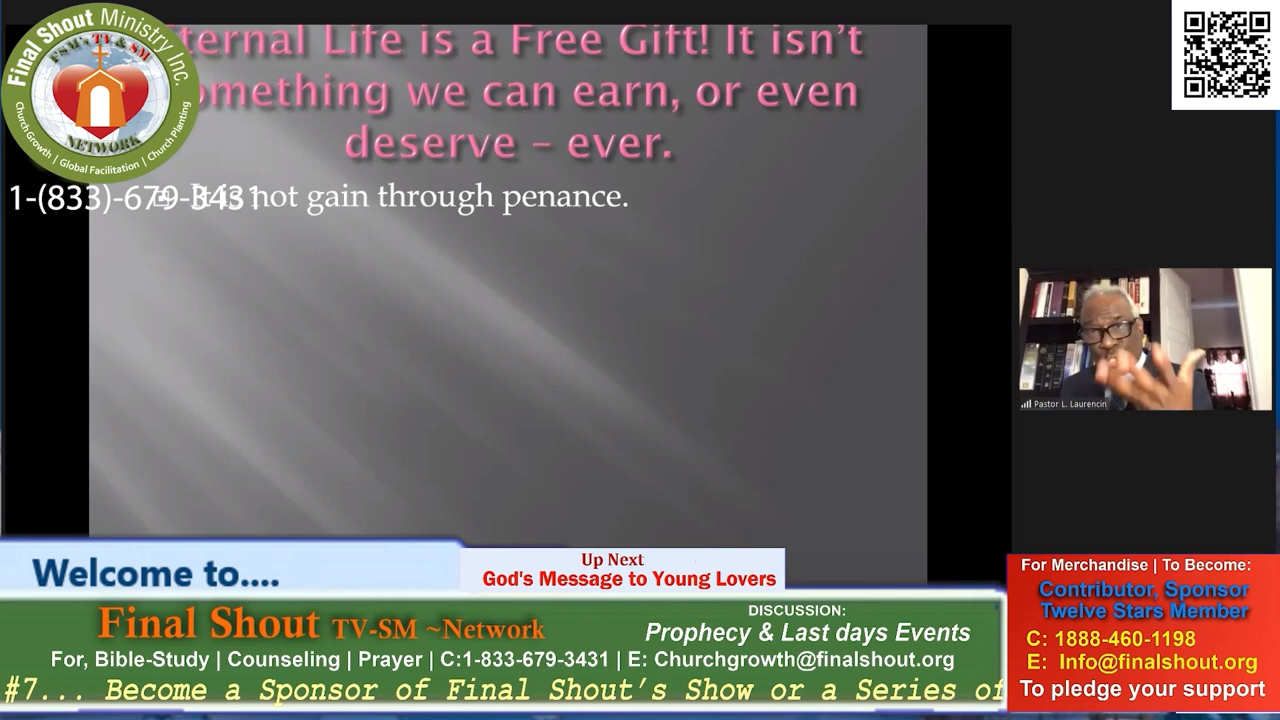 Final Shout Ministry Inc.
FSM's TV & SM
NETWORK
Church Growth | Global Facilitation | Church Planting
ternal Life is a Free Gift! It isn't
omething we can earn, or even
deserve – ever.
1-(833)-679-3431
It is not gain through penance.
Pastor L. Laurencin
Welcome to....
Up Next
God's Message to Young Lovers
Final Shout TV-SM ~Network
DISCUSSION:
Prophecy & Last days Events
For, Bible-Study | Counseling | Prayer | C:1-833-679-3431 | E: Churchgrowth@finalshout.org
#7... Become a Sponsor of Final Shout's Show or a Series of
For Merchandise | To Become:
Contributor, Sponsor
Twelve Stars Member
C: 1888-460-1198
E: Info@finalshout.org
To pledge your support